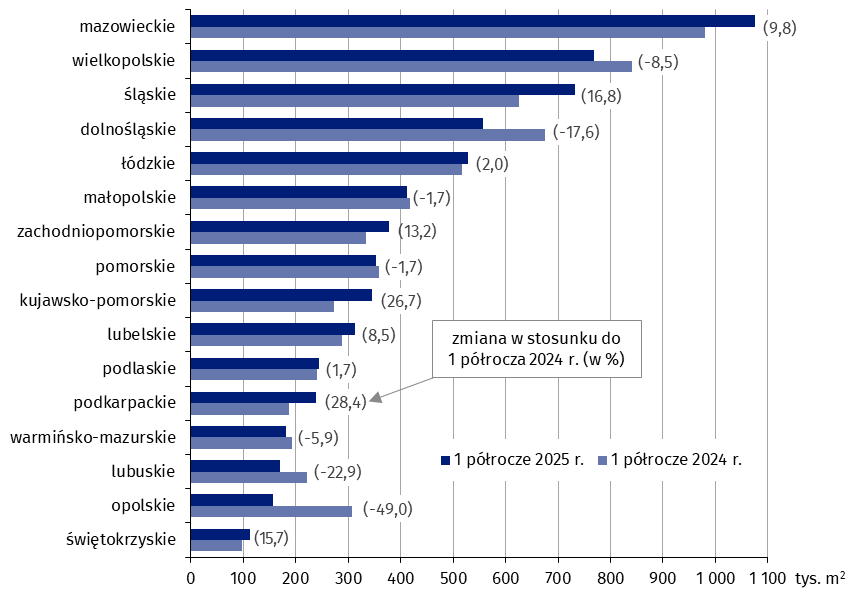 mazowieckie (9,8)
wielkopolskie (-8,5)
śląskie (16,8)
dolnośląskie (-17,6)
łódzkie (2,0)
małopolskie (-1,7)
zachodniopomorskie (13,2)
pomorskie (-1,7)
kujawsko-pomorskie (26,7)
lubelskie (8,5)
zmiana w stosunku do
1 półrocza 2024 r. (w %)
podlaskie (1,7)
podkarpackie (28,4)
warmińsko-mazurskie (-5,9)
1 półrocze 2025 r. 1 półrocze 2024 r.
lubuskie (-22,9)
opolskie (-49,0)
świętokrzyskie (15,7)
0 100 200 300 400 500 600 700 800 900 1 000 1 100 tys. m²